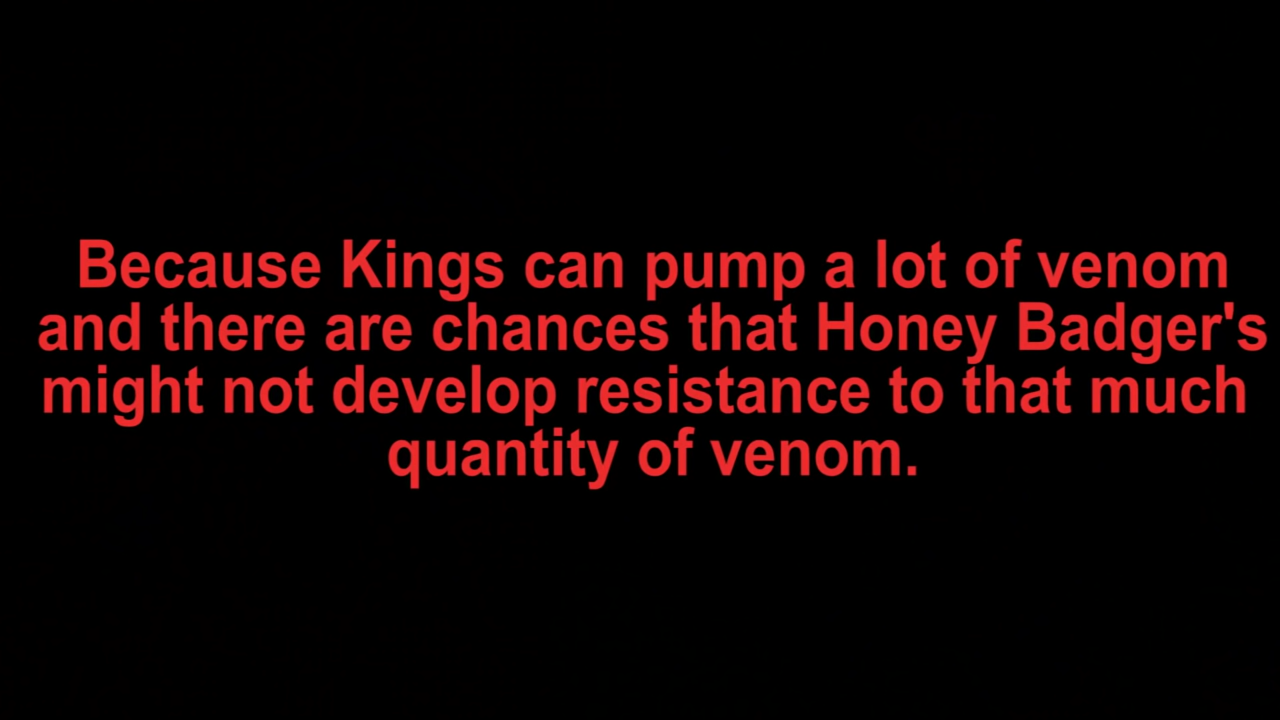 Because Kings can pump a lot of venom
and there are chances that Honey Badger's
might not develop resistance to that much
quantity of venom.